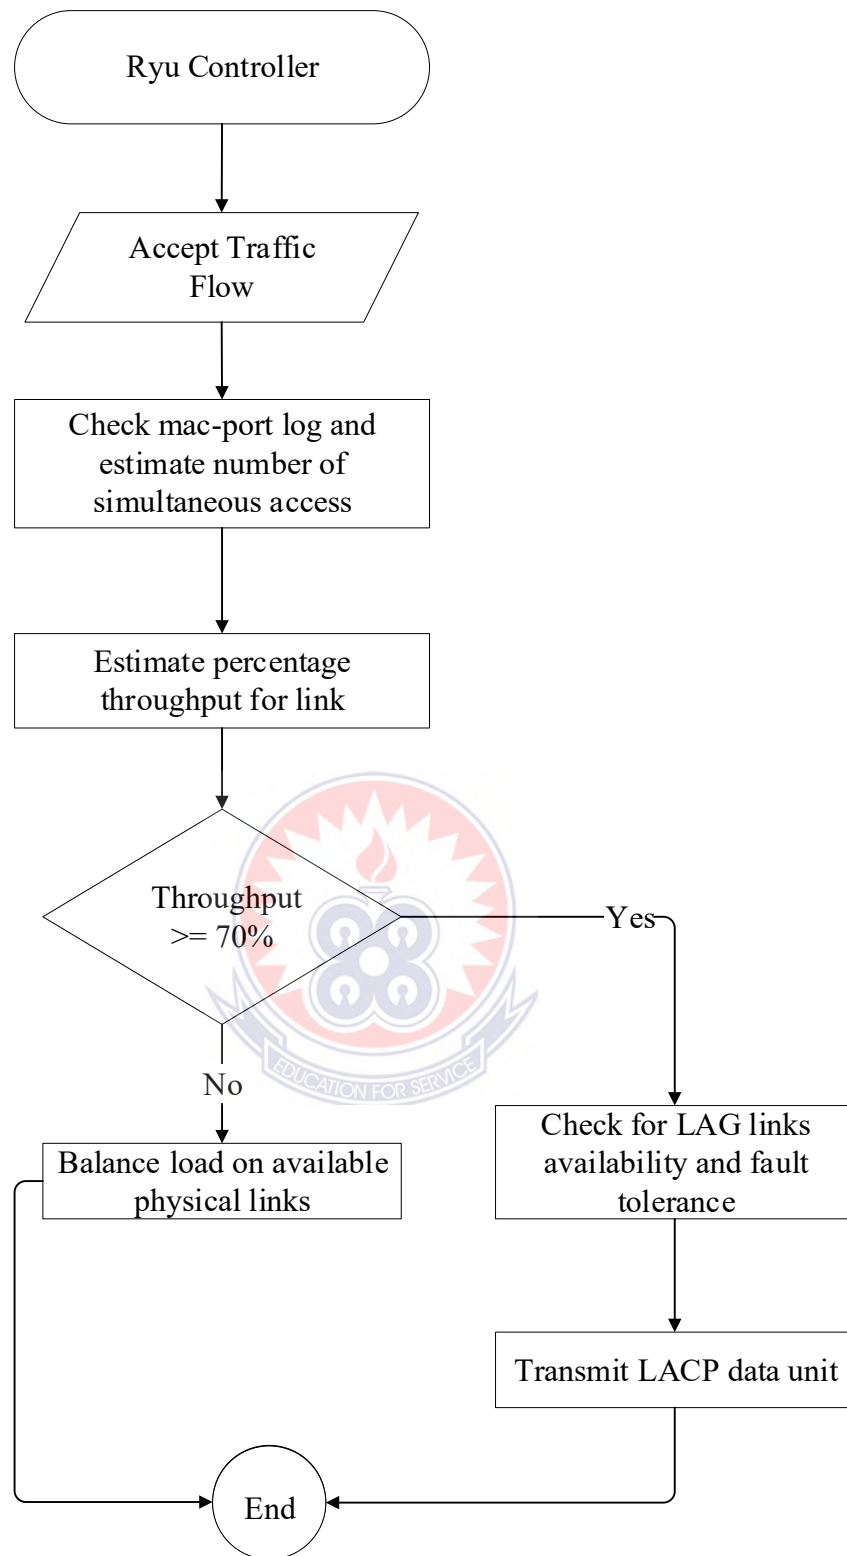 Ryu Controller
Accept Traffic
Flow
Check mac-port log and
estimate number of
simultaneous access
Estimate percentage
throughput for link
Throughput
>= 70%
Yes
No
EDUCATION FOR SERVICE
Balance load on available
physical links
Check for LAG links
availability and fault
tolerance
Transmit LACP data unit
End